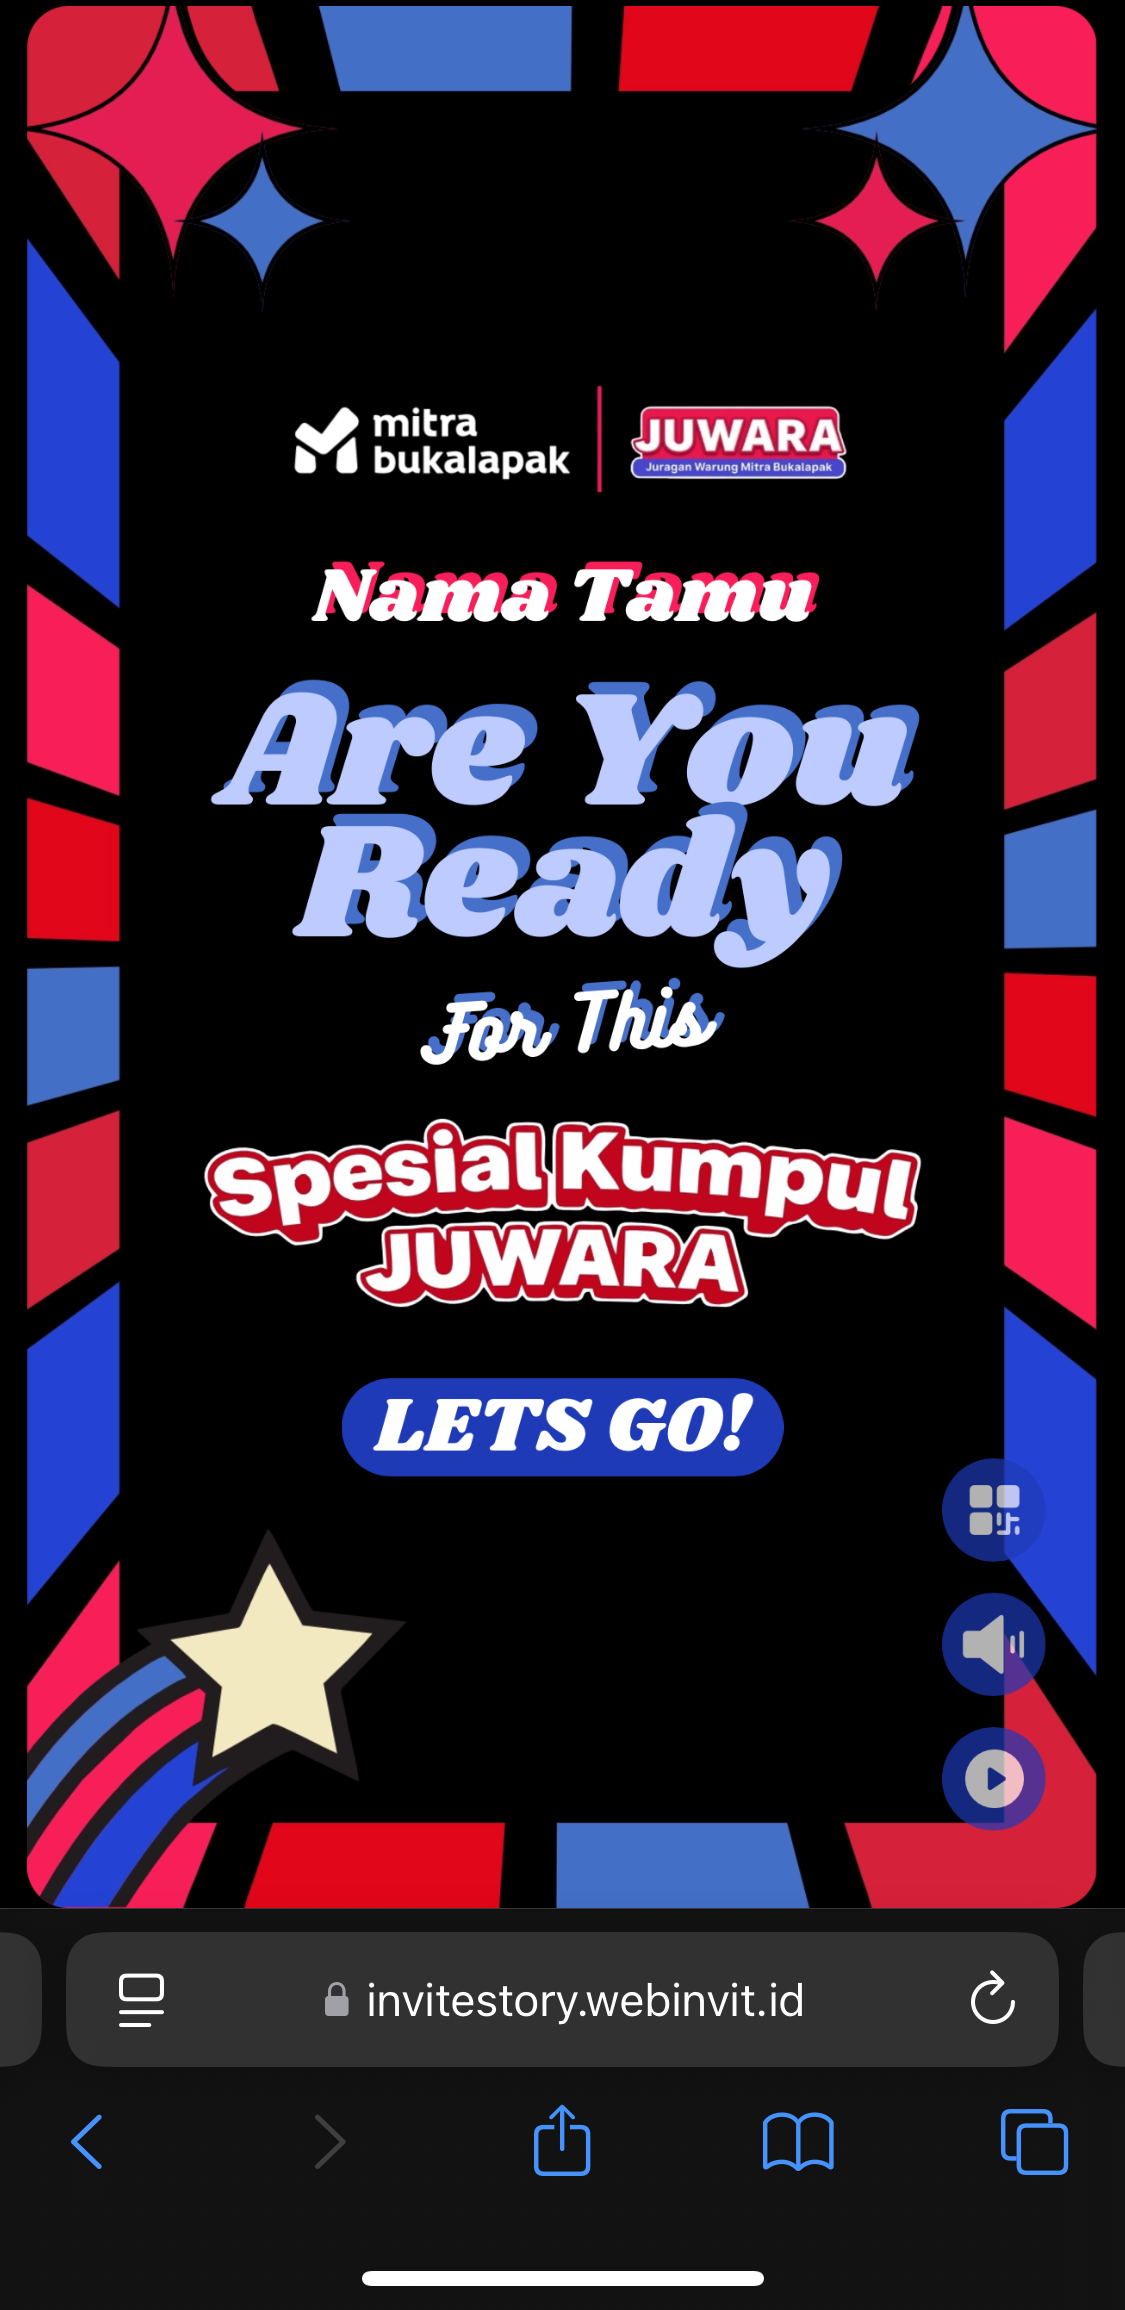 mitra
bukalapak
JUWARA
Juragan Warung Mitra Bukalapak
Nama Tamu
Are You
Ready
For This
Spesial Kumpul
JUWARA
LETS GO!
invitestory.webinvit.id